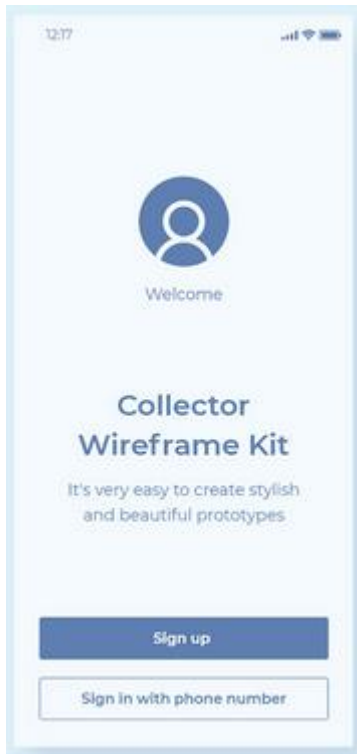 12:17
Welcome
Collector
Wireframe Kit
It's very easy to create stylish
and beautiful prototypes
Sign up
Sign in with phone number